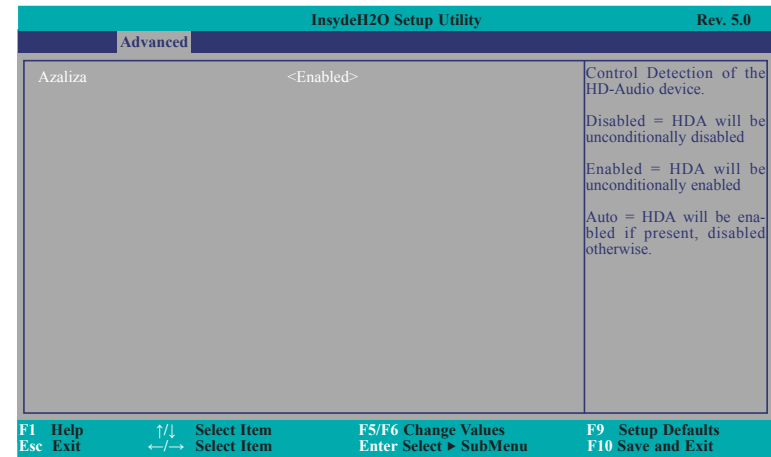 InsydeH2O Setup Utility Rev. 5.0
Advanced
Azaliza <Enabled>
Control Detection of the
HD-Audio device.
Disabled = HDA will be
unconditionally disabled
Enabled = HDA will be
unconditionally enabled
Auto = HDA will be ena-
bled if present, disabled
otherwise.
F1 Help ↑/↓ Select Item F5/F6 Change Values F9 Setup Defaults
Esc Exit ←/→ Select Item Enter Select ▶ SubMenu F10 Save and Exit